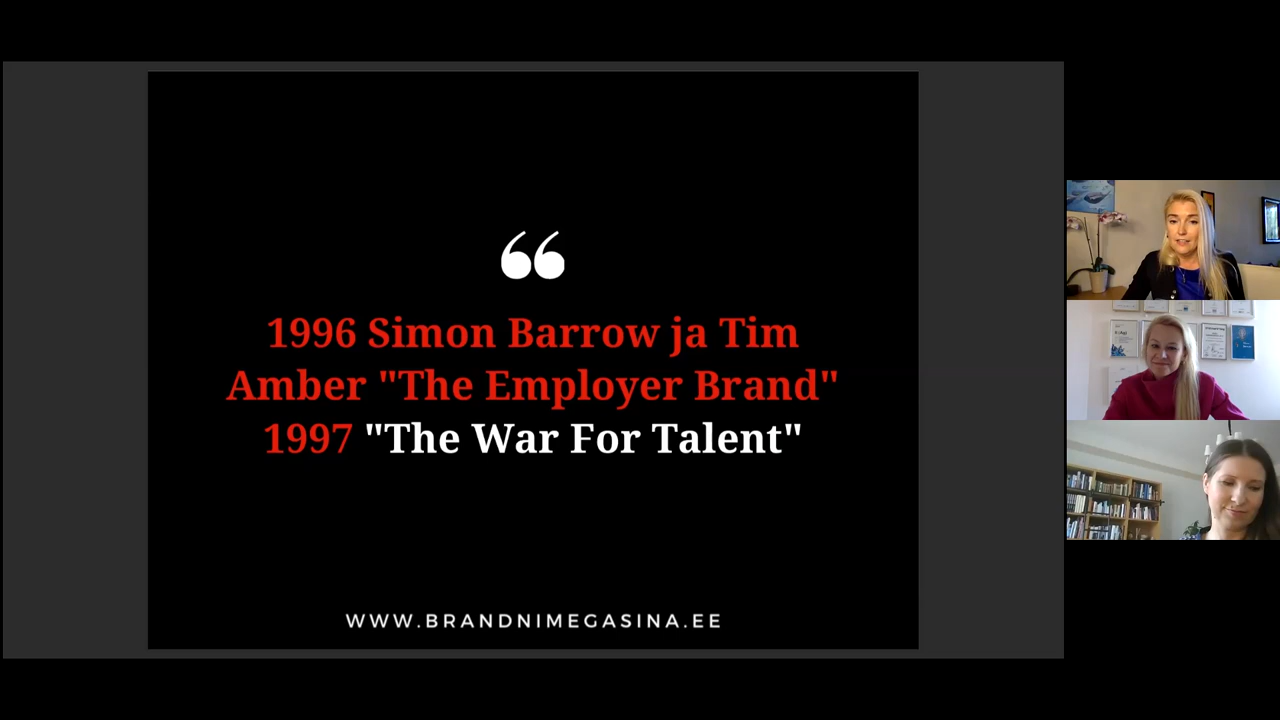 1996 Simon Barrow ja Tim
Amber "The Employer Brand"
1997 "The War For Talent"
WWW.BRANDNIMEGASINA.EE